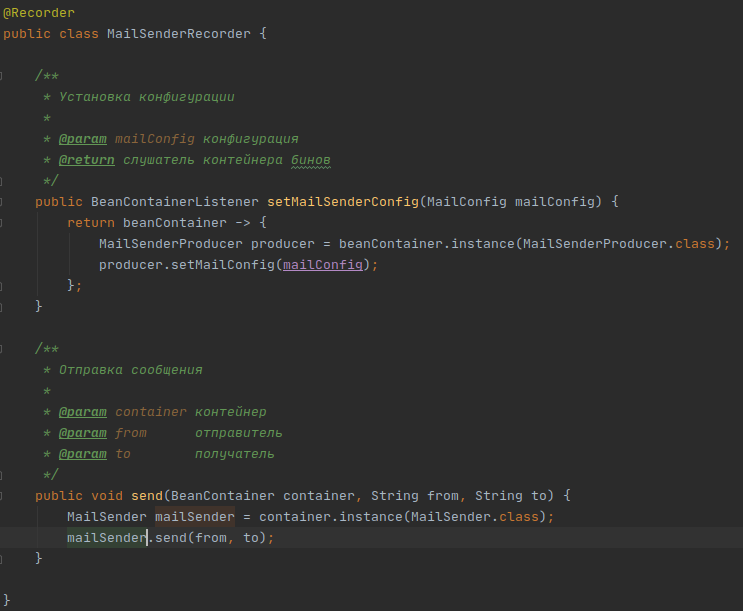 @Recorder
public class MailSenderRecorder {
/**
* Установка конфигурации
*
* @param mailConfig конфигурация
* @return слушатель контейнера бинов
*/
public BeanContainerListener setMailSenderConfig(MailConfig mailConfig) {
return beanContainer -> {
MailSenderProducer producer = beanContainer.instance(MailSenderProducer.class);
producer.setMailConfig(mailConfig);
};
}
/**
* Отправка сообщения
*
* @param container контейнер
* @param from      отправитель
* @param to        получатель
*/
public void send(BeanContainer container, String from, String to) {
MailSender mailSender = container.instance(MailSender.class);
mailSender.send(from, to);
}
}